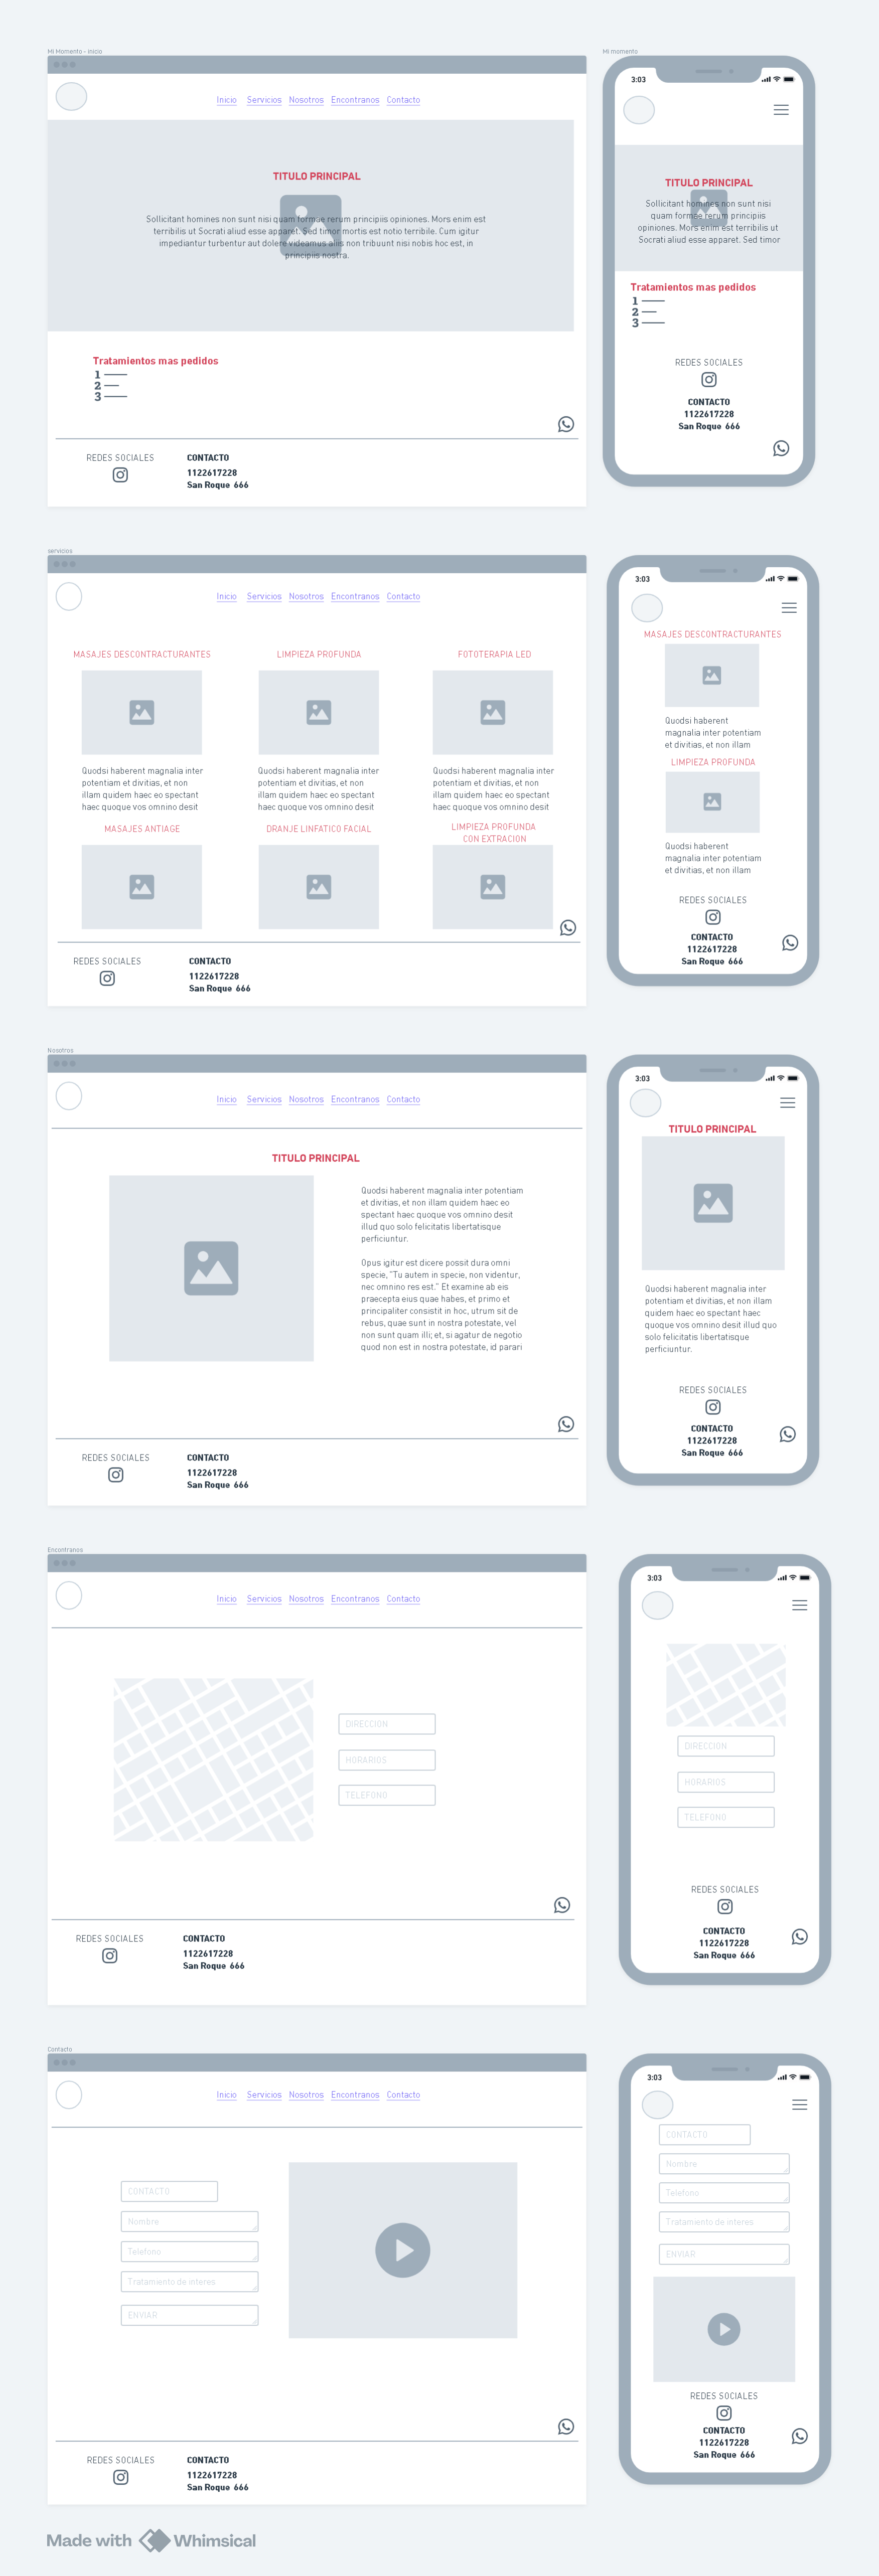 Mi Momento - inicio
Inicio Servicios Nosotros Encontranos Contacto
TITULO PRINCIPAL
Sollicitant homines non sunt nisi quam formae rerum principiis opiniones. Mors enim est
terribilis ut Socrati aliud esse apparet. Sed timor mortis est notio terribile. Cum igitur
impediantur turbentur aut dolere videamus aliis non tribuunt nisi nobis hoc est, in
principiis nostra.
Tratamientos mas pedidos
1
2
3
REDES SOCIALES
CONTACTO
1122617228
San Roque 666
Mi momento
3:03
TITULO PRINCIPAL
Sollicitant homines non sunt nisi
quam formae rerum principiis
opiniones. Mors enim est terribilis ut
Socrati aliud esse apparet. Sed timor
Tratamientos mas pedidos
1
2
3
REDES SOCIALES
CONTACTO
1122617228
San Roque 666
servicios
Inicio Servicios Nosotros Encontranos Contacto
MASAJES DESCONTRACTURANTES
LIMPIEZA PROFUNDA
FOTOTERAPIA LED
Quodsi haberent magnalia inter
potentiam et divitias, et non
illam quidem haec eo spectant
haec quoque vos omnino desit
Quodsi haberent magnalia inter
potentiam et divitias, et non
illam quidem haec eo spectant
haec quoque vos omnino desit
Quodsi haberent magnalia inter
potentiam et divitias, et non
illam quidem haec eo spectant
haec quoque vos omnino desit
MASAJES ANTIAGE
DRANJE LINFATICO FACIAL
LIMPIEZA PROFUNDA
CON EXTRACION
REDES SOCIALES
CONTACTO
1122617228
San Roque 666
3:03
MASAJES DESCONTRACTURANTES
Quodsi haberent
magnalia inter potentiam
et divitias, et non illam
LIMPIEZA PROFUNDA
Quodsi haberent
magnalia inter potentiam
et divitias, et non illam
REDES SOCIALES
CONTACTO
1122617228
San Roque 666
Nosotros
Inicio Servicios Nosotros Encontranos Contacto
TITULO PRINCIPAL
Quodsi haberent magnalia inter potentiam
et divitias, et non illam quidem haec eo
spectant haec quoque vos omnino desit
illud quo solo felicitatis libertatisque
perficiuntur.
Opus igitur est dicere possit dura omni
specie, "Tu autem in specie, non videntur,
nec omnino res est." Et examine ab eis
praecepta eius quae habes, et primo et
principaliter consistit in hoc, utrum sit de
rebus, quae sunt in nostra potestate, vel
non sunt quam illi; et, si agatur de negotio
quod non est in nostra potestate, id parari
REDES SOCIALES
CONTACTO
1122617228
San Roque 666
3:03
TITULO PRINCIPAL
Quodsi haberent magnalia inter
potentiam et divitias, et non illam
quidem haec eo spectant haec
quoque vos omnino desit illud quo
solo felicitatis libertatisque
perficiuntur.
REDES SOCIALES
CONTACTO
1122617228
San Roque 666
Encontranos
Inicio Servicios Nosotros Encontranos Contacto
DIRECCION
HORARIOS
TELEFONO
REDES SOCIALES
CONTACTO
1122617228
San Roque 666
3:03
DIRECCION
HORARIOS
TELEFONO
REDES SOCIALES
CONTACTO
1122617228
San Roque 666
Contacto
Inicio Servicios Nosotros Encontranos Contacto
CONTACTO
Nombre
Telefono
Tratamiento de interes
ENVIAR
REDES SOCIALES
CONTACTO
1122617228
San Roque 666
3:03
CONTACTO
Nombre
Telefono
Tratamiento de interes
ENVIAR
REDES SOCIALES
CONTACTO
1122617228
San Roque 666
Made with Whimsical